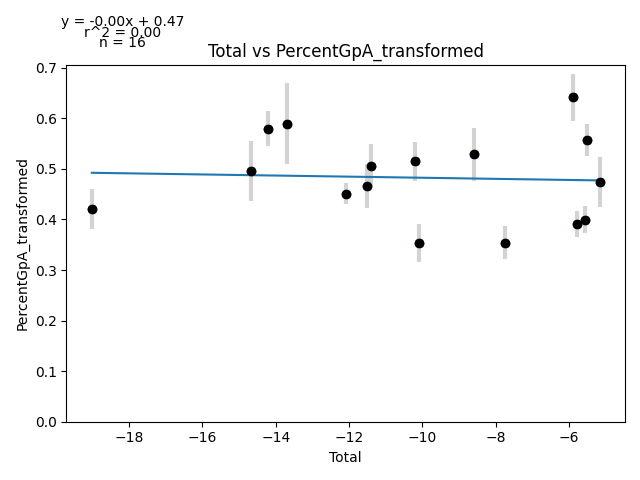 y = -0.00x + 0.47
r^2 = 0.00
n = 16
Total vs PercentGpA_transformed
PercentGpA_transformed
0.7
0.6
0.5
0.4
0.3
0.2
0.1
0.0
−18 −16 −14 −12 −10 −8 −6
Total